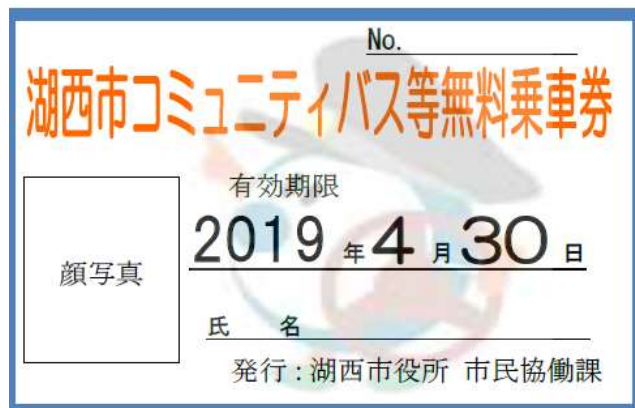 No.
湖西市コミュニティバス等無料乗車券
有効期限
2019年4月30日
顔写真
氏 名
発行：湖西市役所 市民協働課